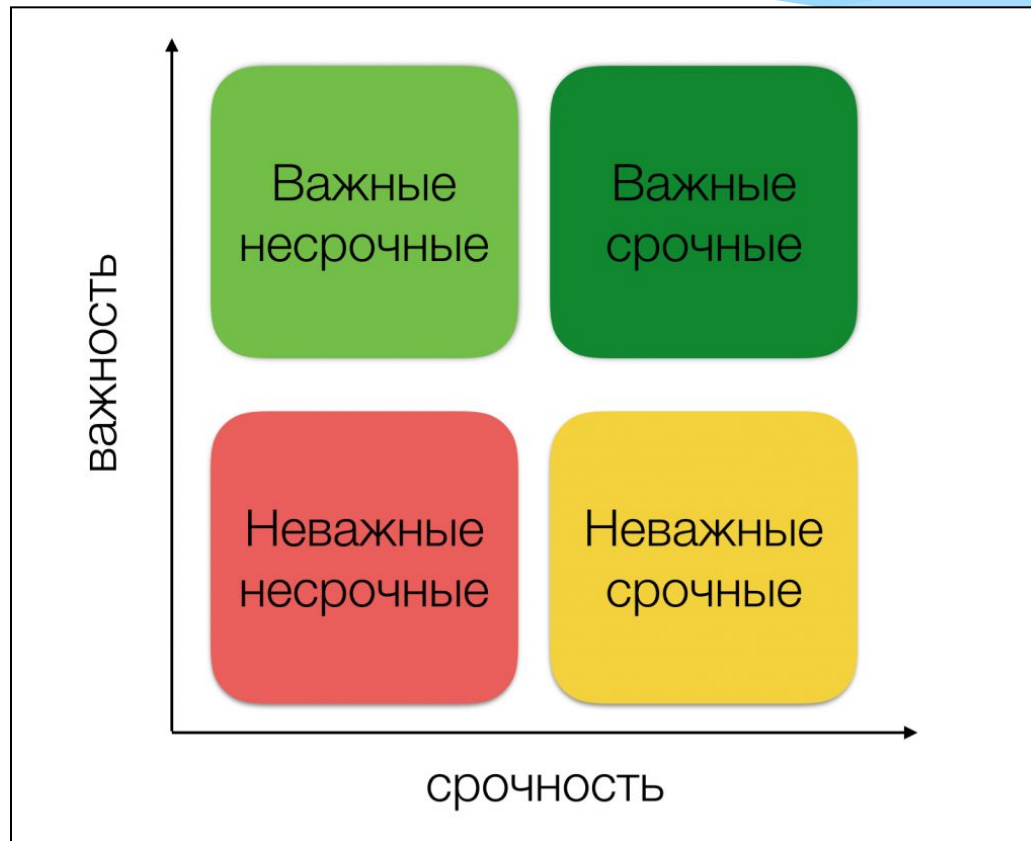 важность
Важные
несрочные
Важные
срочные
Неважные
несрочные
Неважные
срочные
срочность